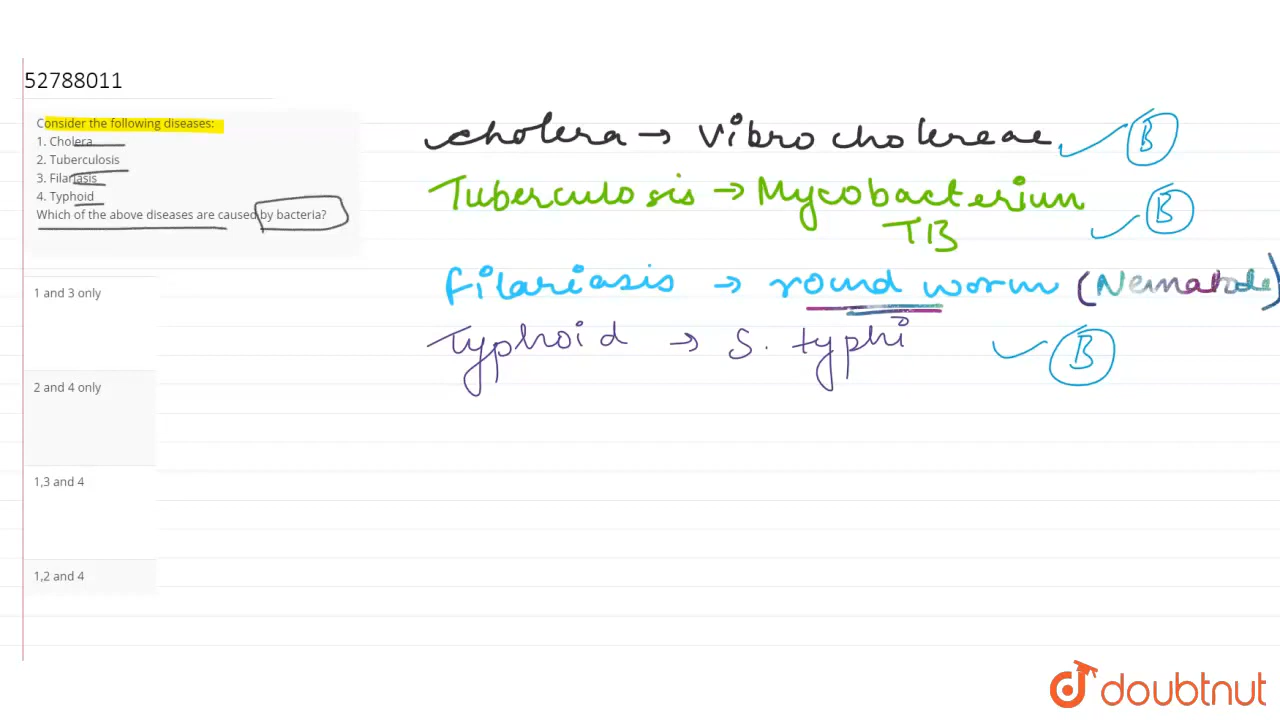 52788011
Consider the following diseases:
1. Cholera
2. Tuberculosis
3. Filariasis
4. Typhoid
Which of the above diseases are caused by bacteria?
1 and 3 only
2 and 4 only
1,3 and 4
1,2 and 4
cholera → vibro cholereae B
Tuberculosis → Mycobacterium
TB B
filariasis → round worm (Nematode)
Typhoid → S. typhi B
doubtnut